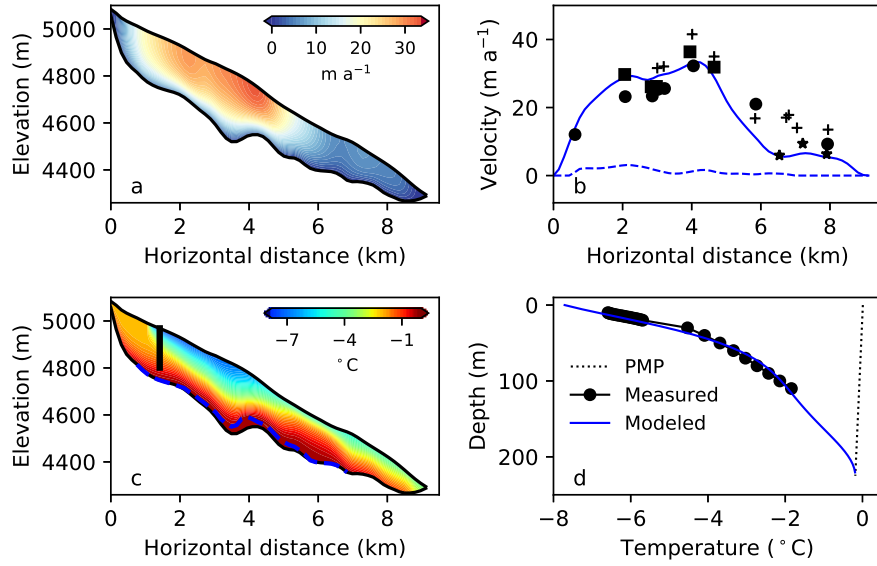 5000
4800
4600
4400
Elevation (m)
0 10 20 30
m a⁻¹
a
0 2 4 6 8
Horizontal distance (km)
40
20
0
Velocity (m a⁻¹)
b
0 2 4 6 8
Horizontal distance (km)
5000
4800
4600
4400
Elevation (m)
−7 −4 −1
°C
c
0 2 4 6 8
Horizontal distance (km)
0
100
200
Depth (m)
PMP
Measured
Modeled
d
−8 −6 −4 −2 0
Temperature (°C)